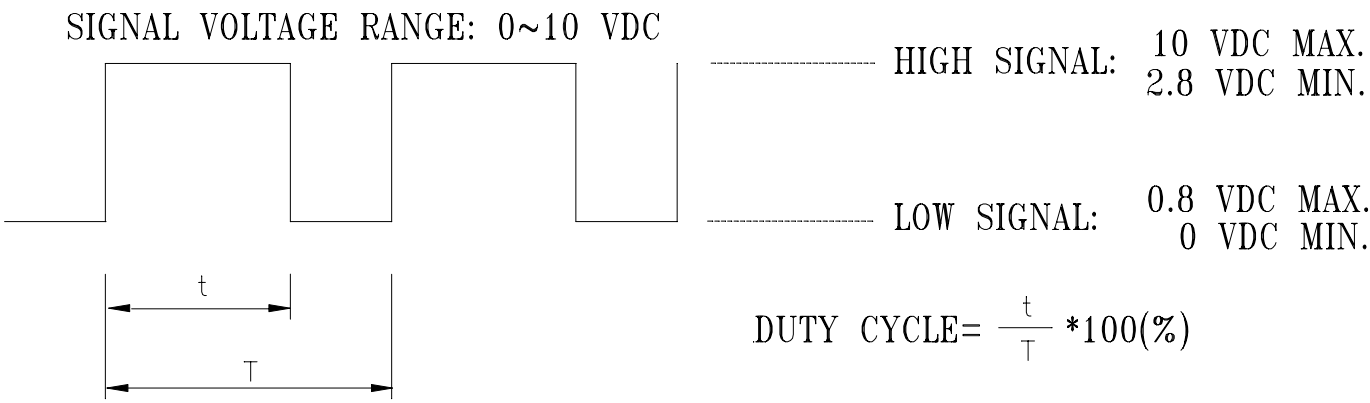 SIGNAL VOLTAGE RANGE: 0~10 VDC
HIGH SIGNAL: 10 VDC MAX.
2.8 VDC MIN.
LOW SIGNAL: 0.8 VDC MAX.
0 VDC MIN.
t
T
DUTY CYCLE= t/T *100(%)